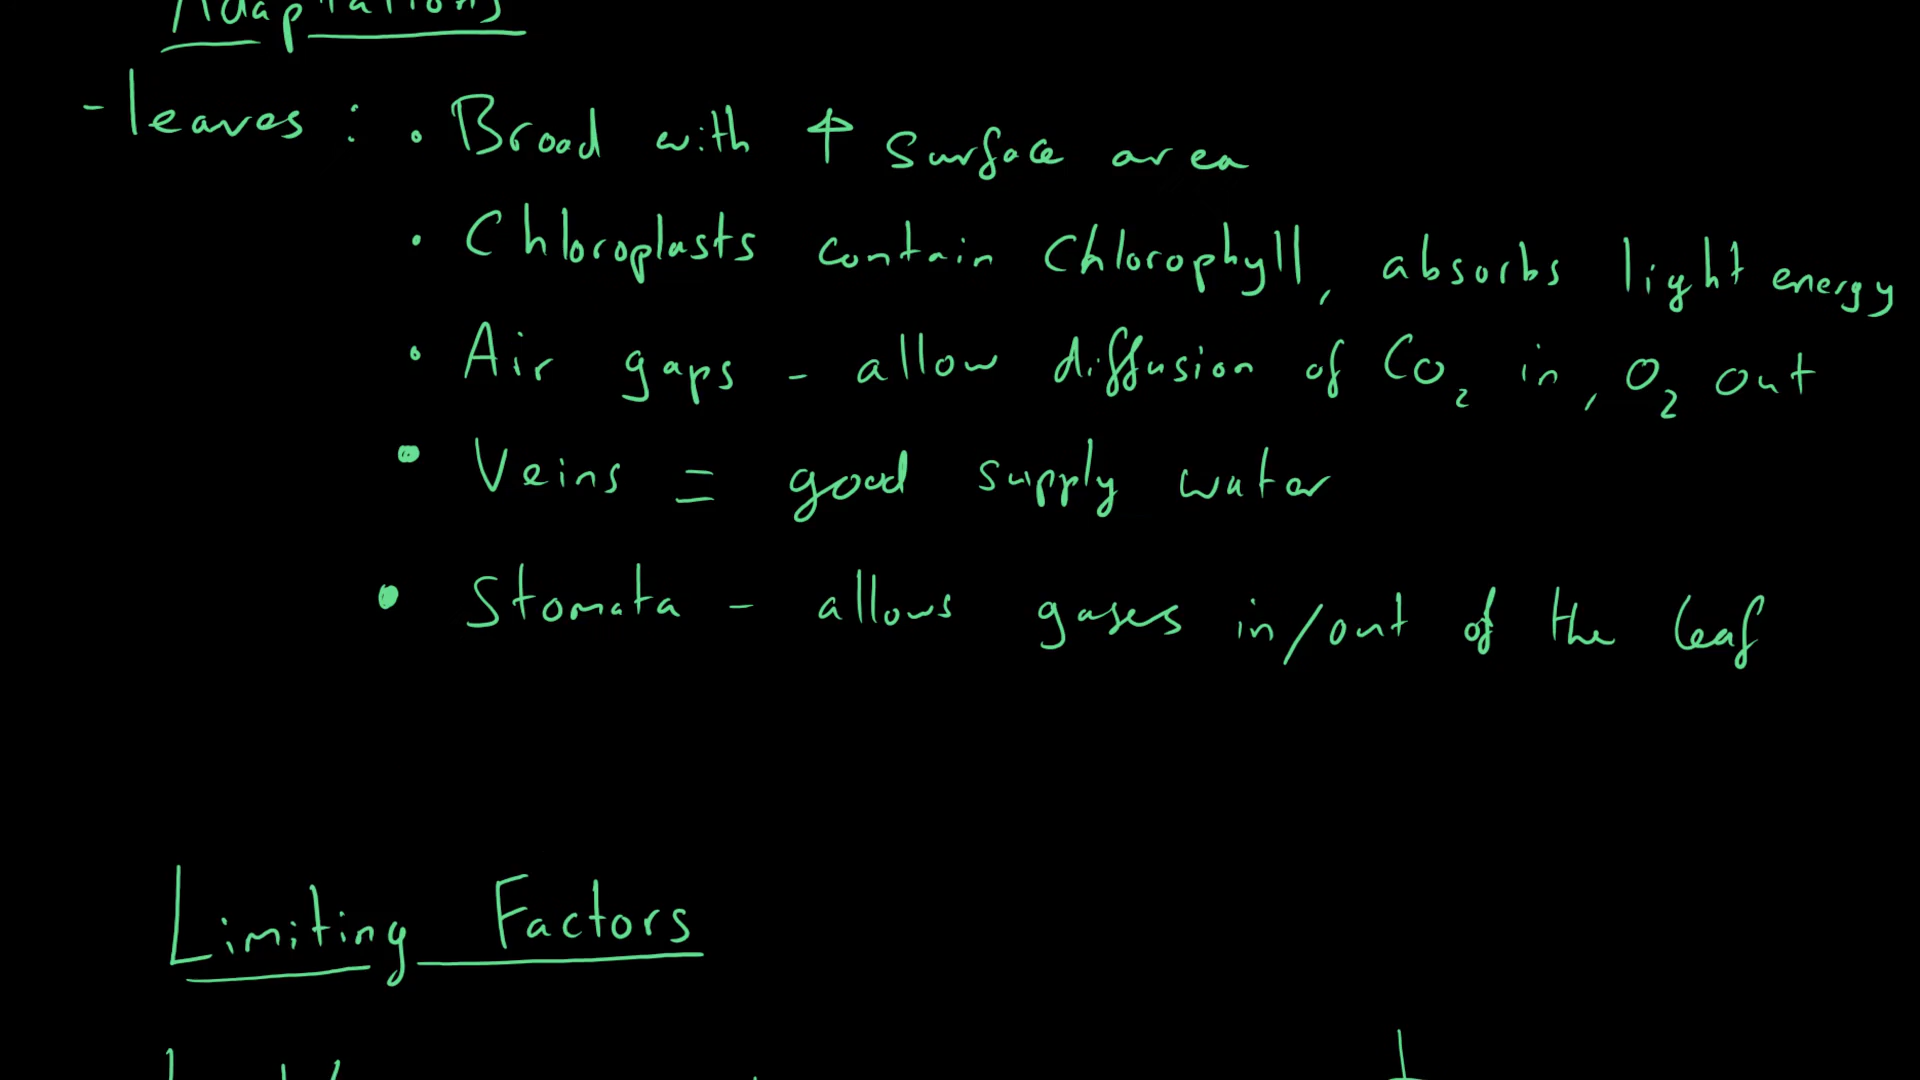 Adaptations
- leaves : • Broad with ↑ surface area
• Chloroplasts contain Chlorophyll, absorbs light energy
• Air gaps - allow diffusion of CO₂ in, O₂ out
• Veins = good supply water
• Stomata - allows gases in/out of the leaf
Limiting Factors